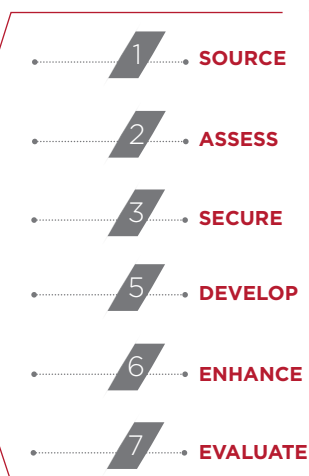 1 SOURCE
2 ASSESS
3 SECURE
5 DEVELOP
6 ENHANCE
7 EVALUATE